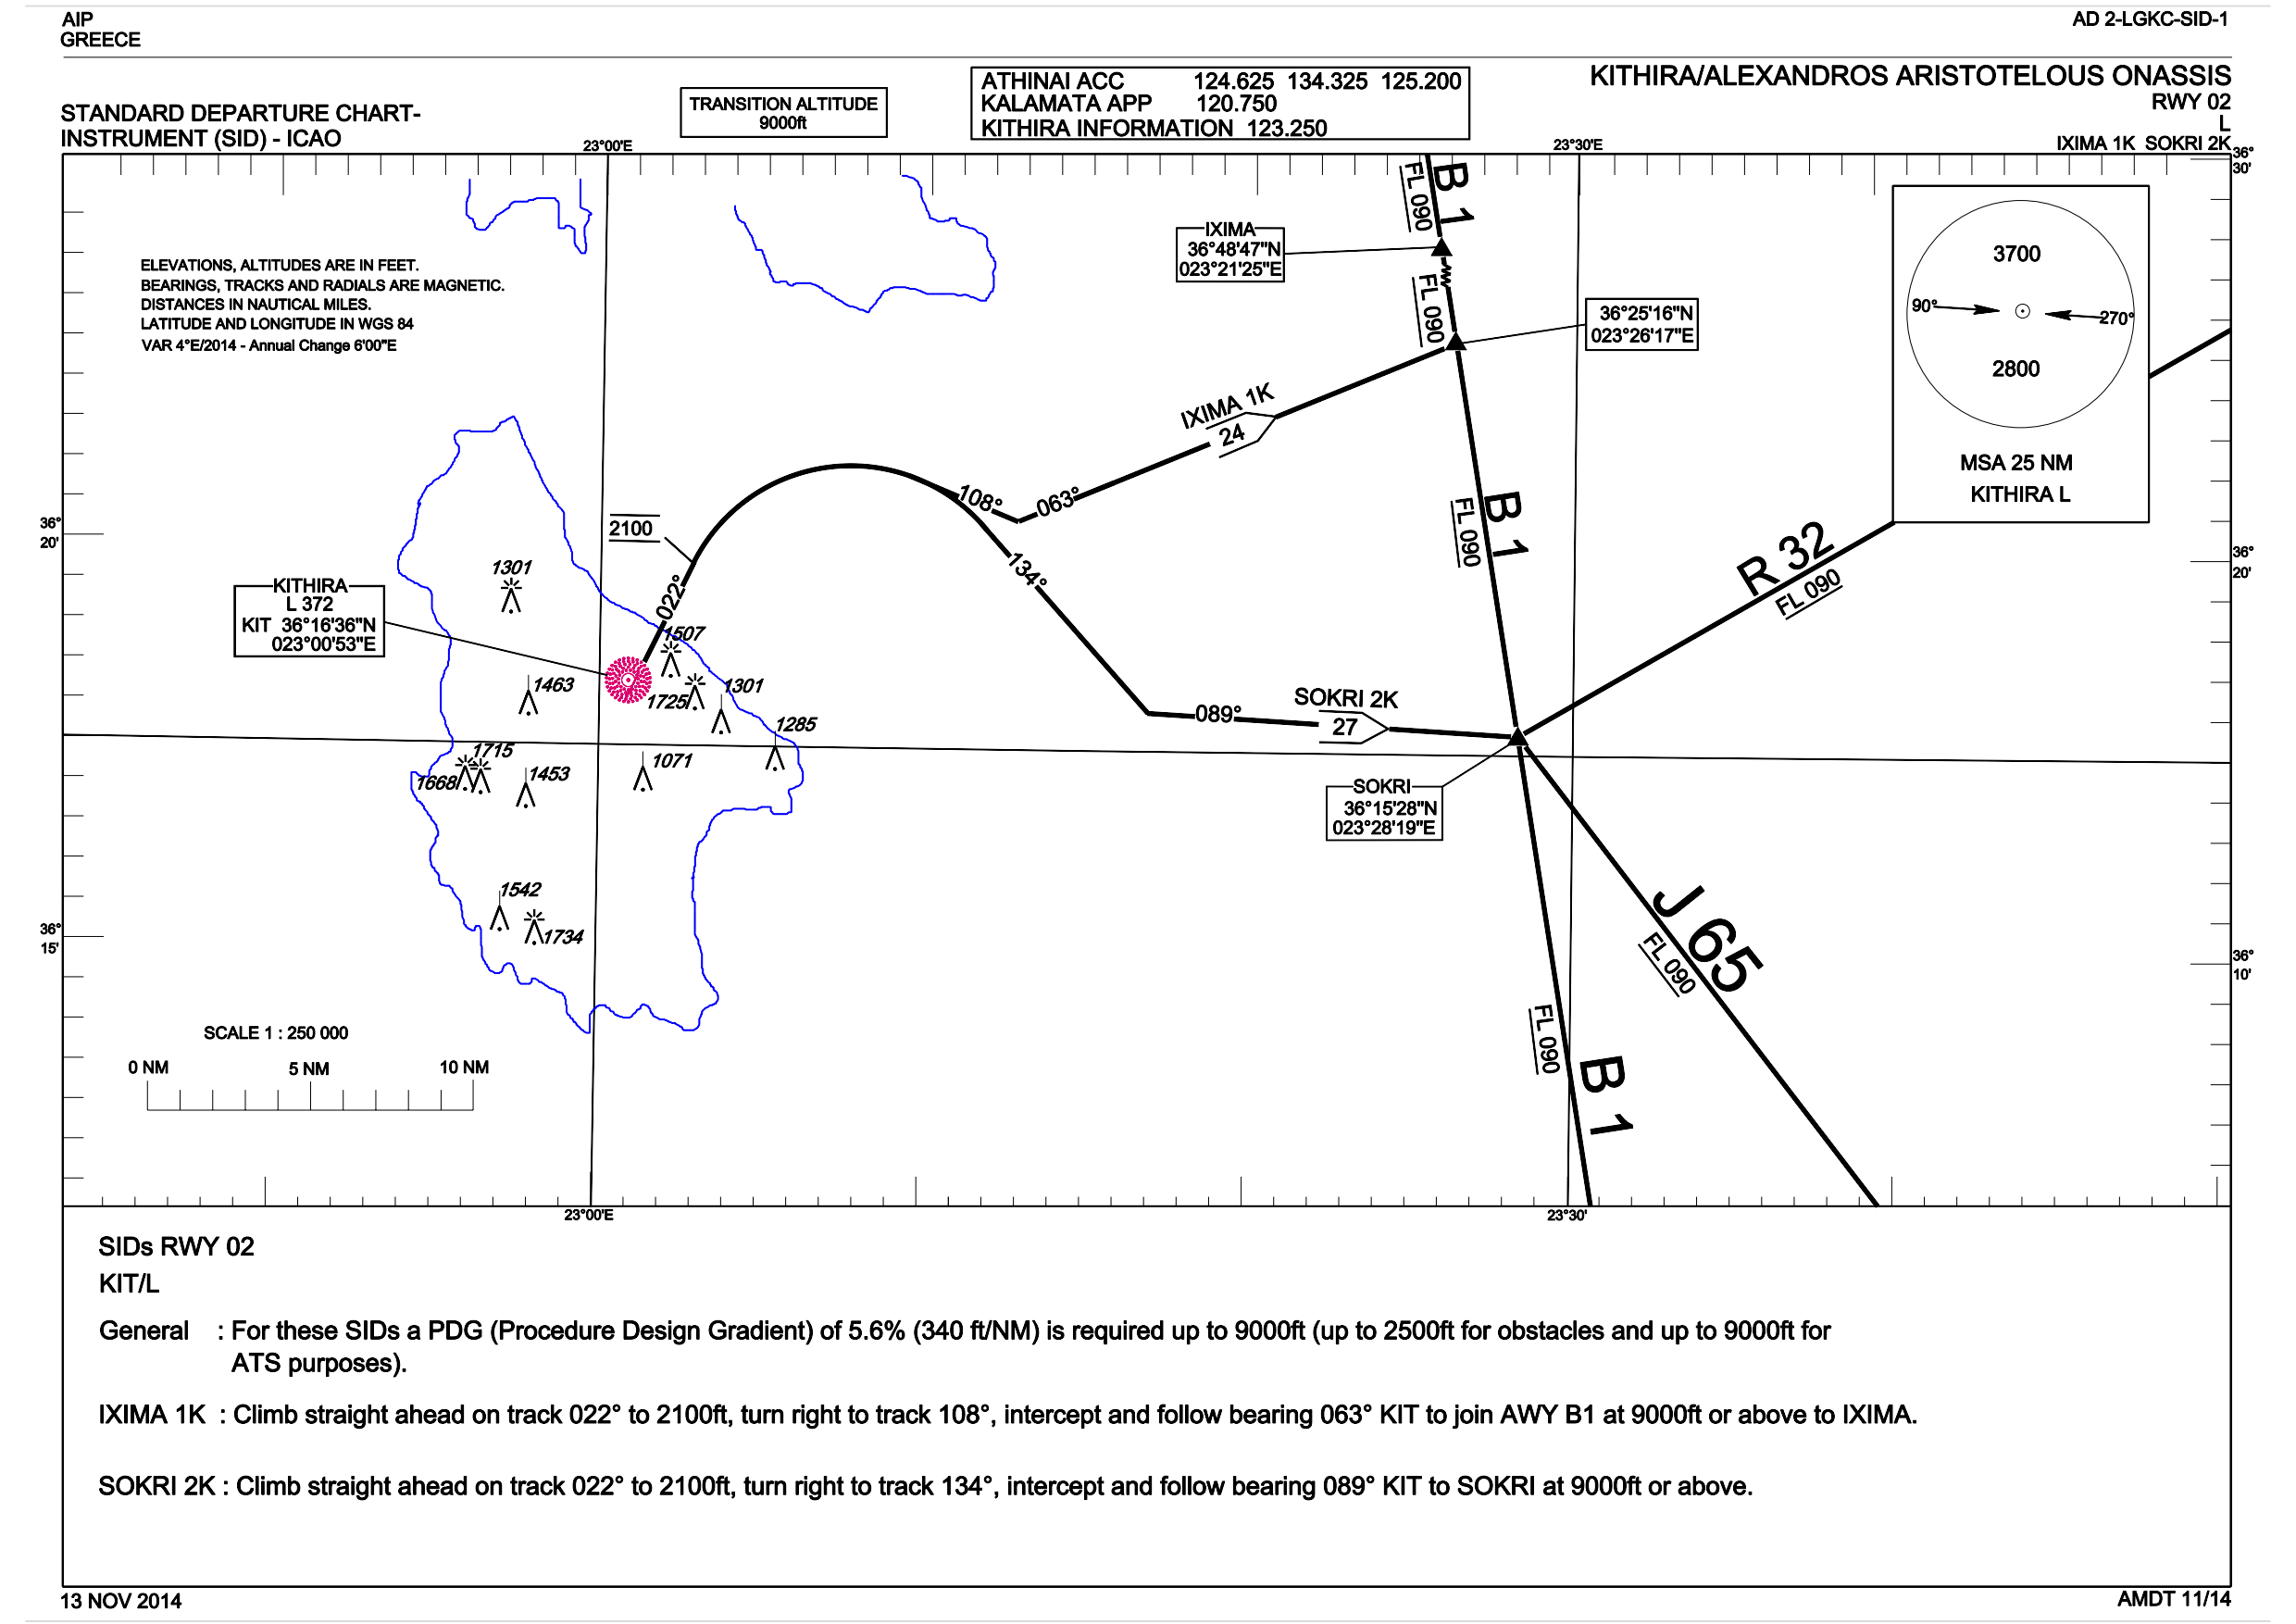 AIP
GREECE
AD 2-LGKC-SID-1
STANDARD DEPARTURE CHART-
INSTRUMENT (SID) - ICAO
TRANSITION ALTITUDE
9000ft
ATHINAI ACC 124.625 134.325 125.200
KALAMATA APP 120.750
KITHIRA INFORMATION 123.250
KITHIRA/ALEXANDROS ARISTOTELOUS ONASSIS
RWY 02
L
IXIMA 1K SOKRI 2K
23°00'E
23°30'E
36°
30'
ELEVATIONS, ALTITUDES ARE IN FEET.
BEARINGS, TRACKS AND RADIALS ARE MAGNETIC.
DISTANCES IN NAUTICAL MILES.
LATITUDE AND LONGITUDE IN WGS 84
VAR 4°E/2014 - Annual Change 6'00"E
B 1
FL 090
IXIMA
36°48'47"N
023°21'25"E
FL 090
36°25'16"N
023°26'17"E
3700
90°
270°
2800
MSA 25 NM
KITHIRA L
IXIMA 1K
24
108°
063°
B 1
FL 090
R 32
FL 090
36°
20'
36°
20'
2100
022°
134°
1301
KITHIRA
L 372
KIT 36°16'36"N
023°00'53"E
1507
1463
1725
1301
1285
SOKRI 2K
089°
27
1715
1668
1453
1071
SOKRI
36°15'28"N
023°28'19"E
1542
1734
36°
15'
J 65
FL 090
36°
10'
FL 090
B 1
SCALE 1 : 250 000
0 NM
5 NM
10 NM
23°00'E
23°30'
SIDs RWY 02
KIT/L
General : For these SIDs a PDG (Procedure Design Gradient) of 5.6% (340 ft/NM) is required up to 9000ft (up to 2500ft for obstacles and up to 9000ft for
ATS purposes).
IXIMA 1K : Climb straight ahead on track 022° to 2100ft, turn right to track 108°, intercept and follow bearing 063° KIT to join AWY B1 at 9000ft or above to IXIMA.
SOKRI 2K : Climb straight ahead on track 022° to 2100ft, turn right to track 134°, intercept and follow bearing 089° KIT to SOKRI at 9000ft or above.
13 NOV 2014
AMDT 11/14